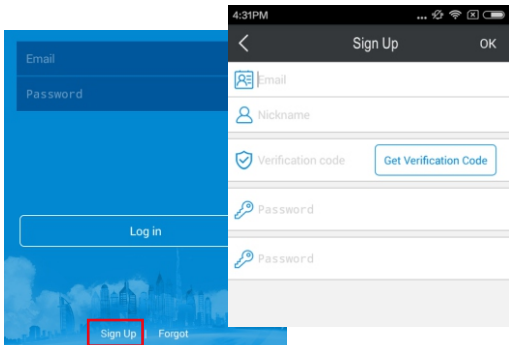 Email
Password
Log in
Sign Up | Forgot
4:31PM ...
Sign Up OK
Email
Nickname
Verification code Get Verification Code
Password
Password